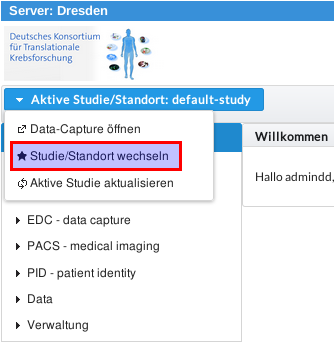 Server: Dresden
Deutsches Konsortium
für Translationale
Krebsforschung
Aktive Studie/Standort: default-study
Data-Capture öffnen
Studie/Standort wechseln
Aktive Studie aktualisieren
Willkommen
Hallo admindd,
EDC - data capture
PACS - medical imaging
PID - patient identity
Data
Verwaltung